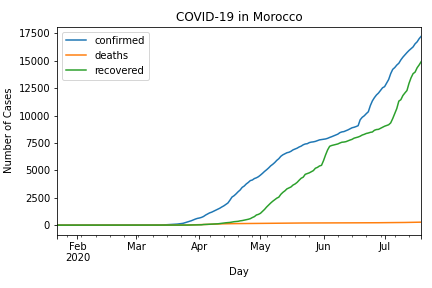 COVID-19 in Morocco
confirmed
deaths
recovered
Number of Cases
17500
15000
12500
10000
7500
5000
2500
0
Feb Mar Apr May Jun Jul
2020
Day